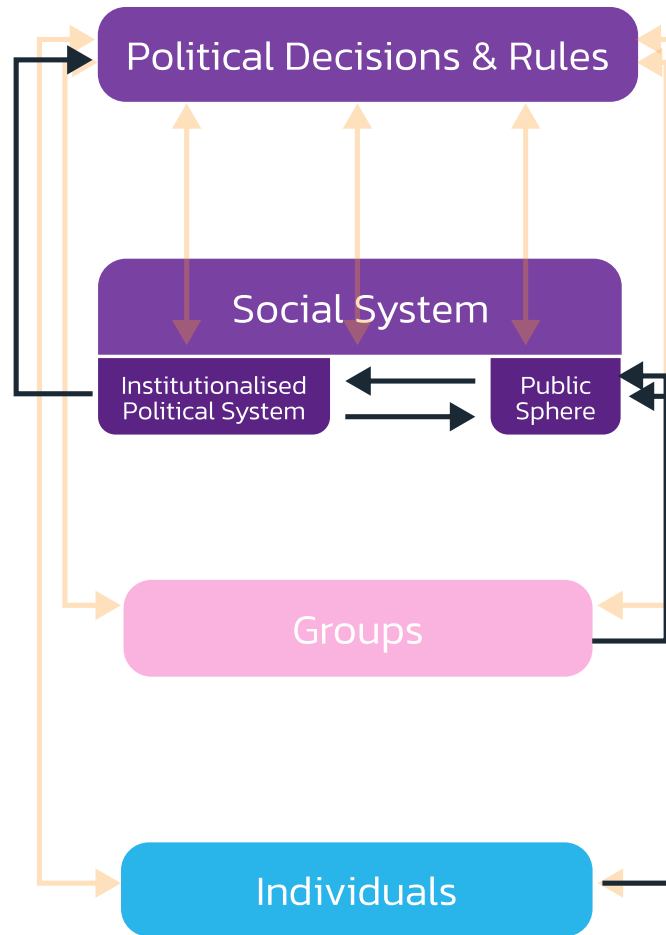 Political Decisions & Rules
Social System
Institutionalised
Political System
Public
Sphere
Groups
Individuals